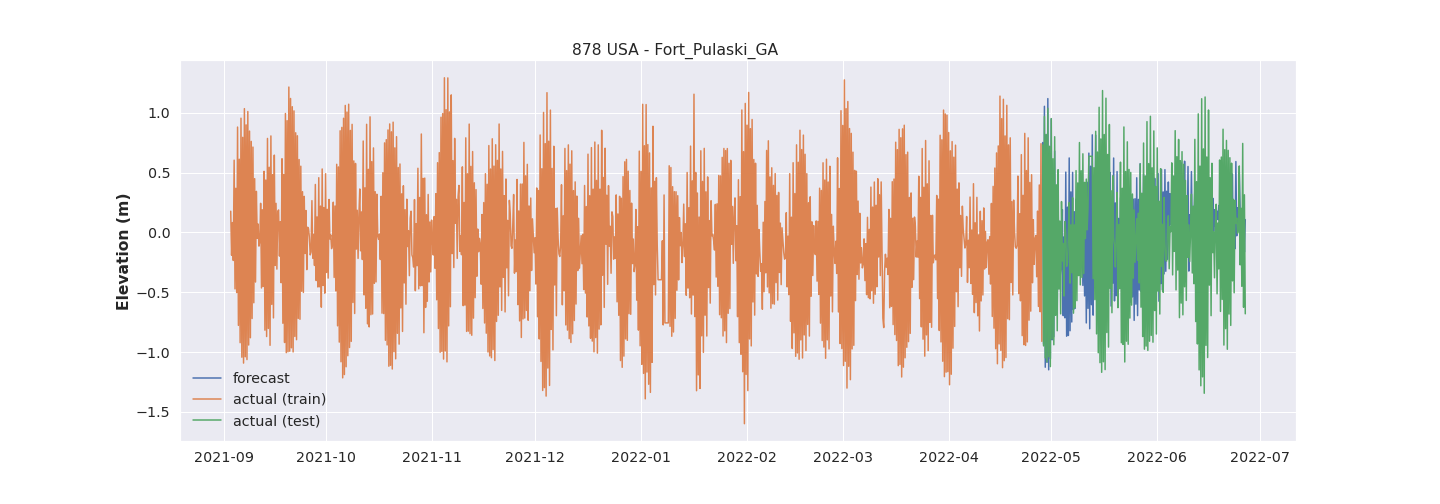 878 USA - Fort_Pulaski_GA
Elevation (m)
1.0
0.5
0.0
−0.5
−1.0
−1.5
forecast
actual (train)
actual (test)
2021-09 2021-10 2021-11 2021-12 2022-01 2022-02 2022-03 2022-04 2022-05 2022-06 2022-07